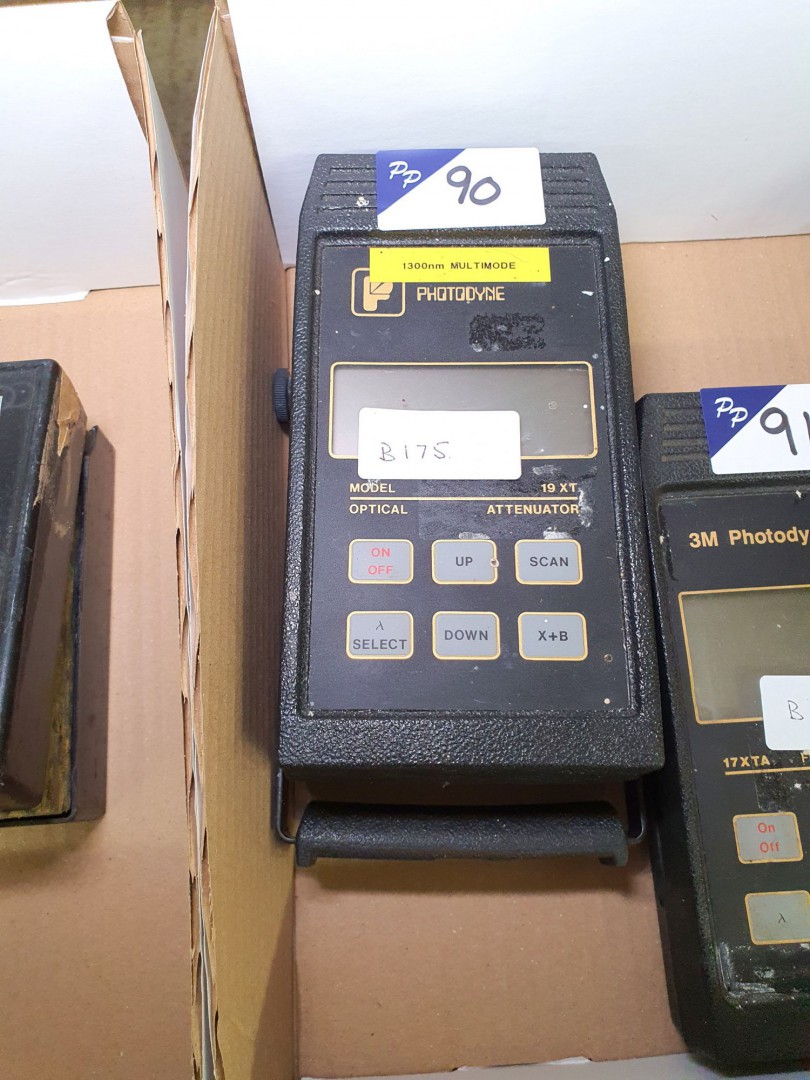 PP 90
1300nm MULTIMODE
PHOTODYNE
B175.
MODEL 19 XT
OPTICAL ATTENUATOR
ON OFF
UP
SCAN
λ SELECT
DOWN
X+B
PP 91
3M Photody
B
17XTA F
On Off
λ